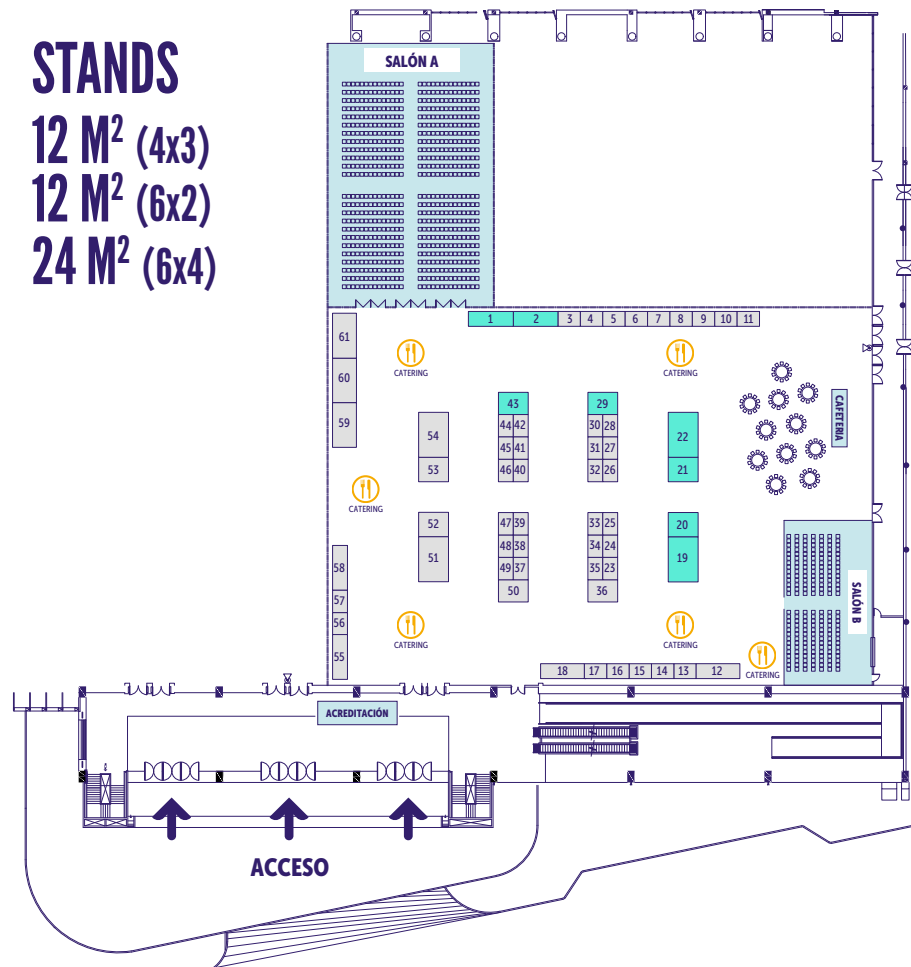 STANDS
12 M² (4x3)
12 M² (6x2)
24 M² (6x4)
SALÓN A
1 2 3 4 5 6 7 8 9 10 11
61
60
59
CATERING
CATERING
43
44 42
45 41
46 40
29
30 28
31 27
32 26
54
53
22
21
CAFETERIA
CATERING
52
51
47 39
48 38
49 37
50
33 25
34 24
35 23
36
20
19
58
57
56
55
SALÓN B
CATERING
CATERING
CATERING
18 17 16 15 14 13 12
ACREDITACIÓN
ACCESO